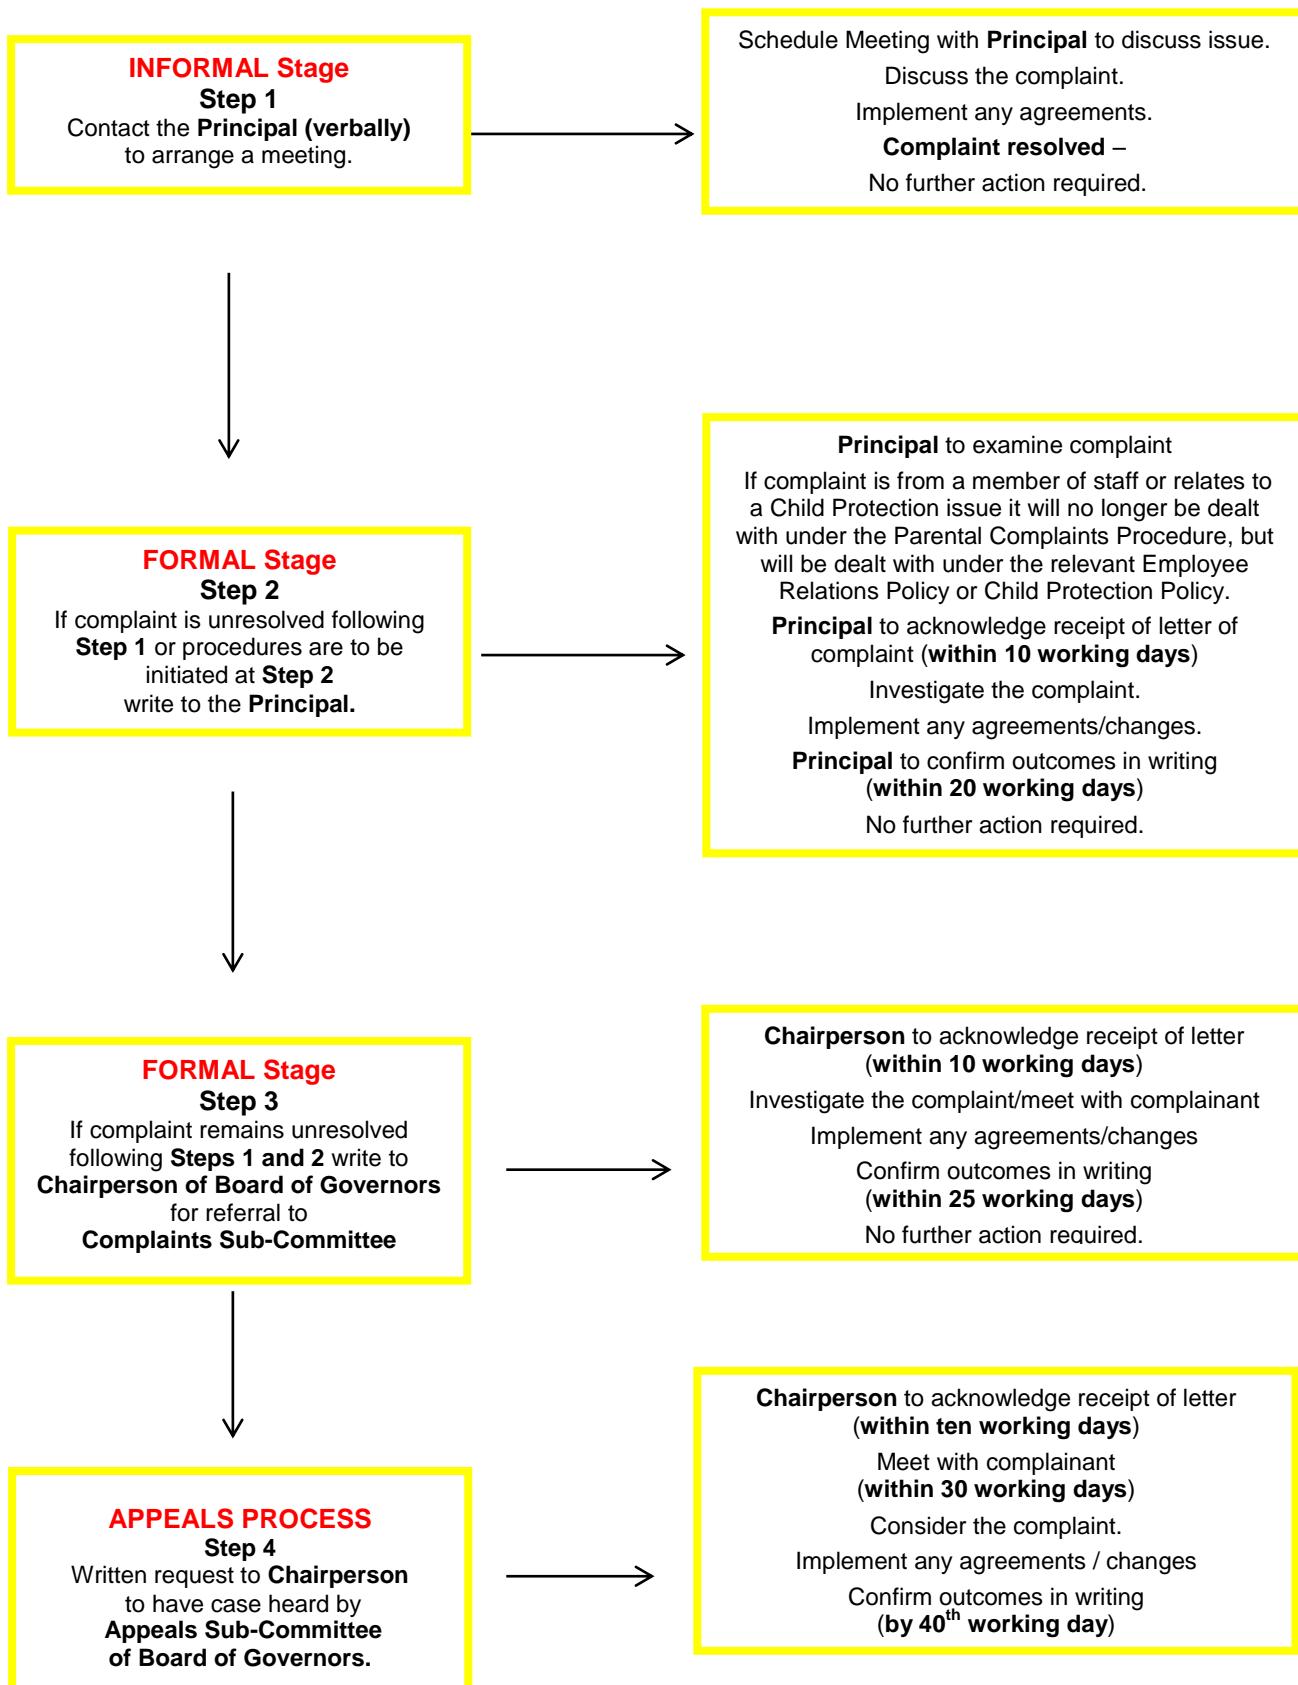 INFORMAL Stage
Step 1
Contact the Principal (verbally)
to arrange a meeting.
Schedule Meeting with Principal to discuss issue.
Discuss the complaint.
Implement any agreements.
Complaint resolved –
No further action required.
FORMAL Stage
Step 2
If complaint is unresolved following
Step 1 or procedures are to be
initiated at Step 2
write to the Principal.
Principal to examine complaint
If complaint is from a member of staff or relates to
a Child Protection issue it will no longer be dealt
with under the Parental Complaints Procedure, but
will be dealt with under the relevant Employee
Relations Policy or Child Protection Policy.
Principal to acknowledge receipt of letter of
complaint (within 10 working days)
Investigate the complaint.
Implement any agreements/changes.
Principal to confirm outcomes in writing
(within 20 working days)
No further action required.
FORMAL Stage
Step 3
If complaint remains unresolved
following Steps 1 and 2 write to
Chairperson of Board of Governors
for referral to
Complaints Sub-Committee
Chairperson to acknowledge receipt of letter
(within 10 working days)
Investigate the complaint/meet with complainant
Implement any agreements/changes
Confirm outcomes in writing
(within 25 working days)
No further action required.
APPEALS PROCESS
Step 4
Written request to Chairperson
to have case heard by
Appeals Sub-Committee
of Board of Governors.
Chairperson to acknowledge receipt of letter
(within ten working days)
Meet with complainant
(within 30 working days)
Consider the complaint.
Implement any agreements / changes
Confirm outcomes in writing
(by 40th working day)